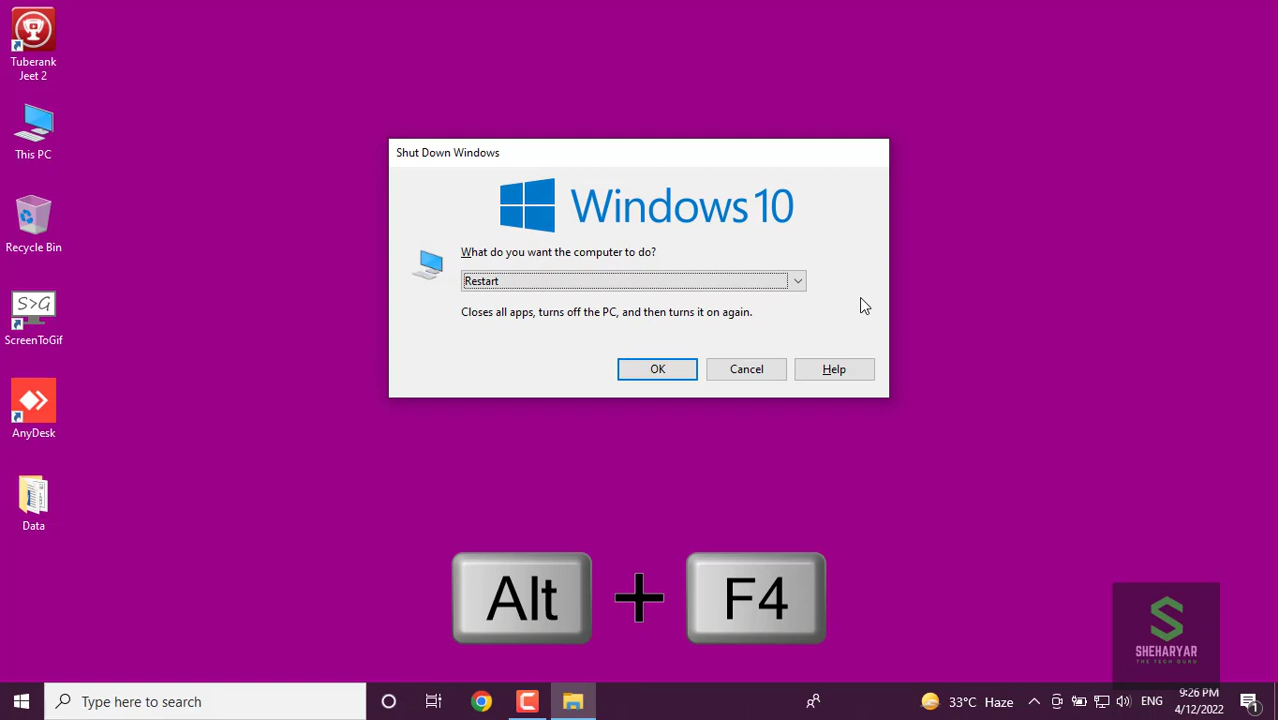 Tuberank
Jeet 2
This PC
Recycle Bin
S>G
ScreenToGif
AnyDesk
Data
Shut Down Windows
Windows 10
What do you want the computer to do?
Restart
Closes all apps, turns off the PC, and then turns it on again.
OK
Cancel
Help
Alt + F4
S
SHEHARYAR
THE TECH GURU
Type here to search
33°C Haze
ENG
9:26 PM
4/12/2022
1